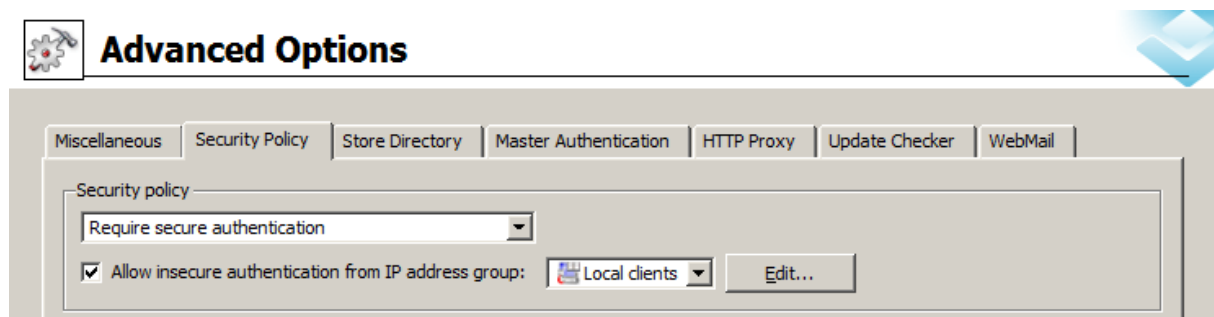 Advanced Options
Miscellaneous Security Policy Store Directory Master Authentication HTTP Proxy Update Checker WebMail
Security policy
Require secure authentication
Allow insecure authentication from IP address group: Local clients Edit...